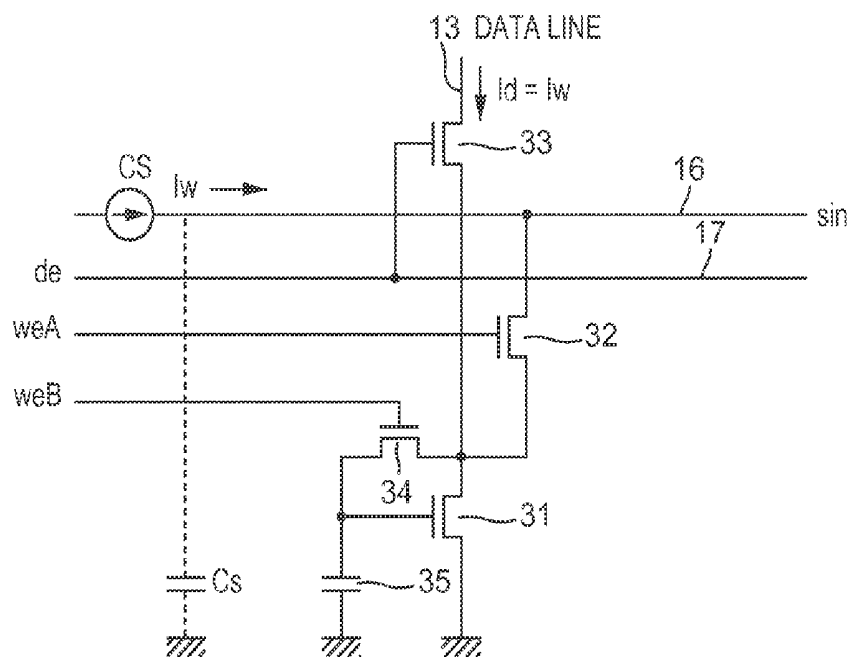 13 DATA LINE
Id = Iw
33
CS
Iw
16
sin
17
de
weA
32
weB
34
31
Cs
35